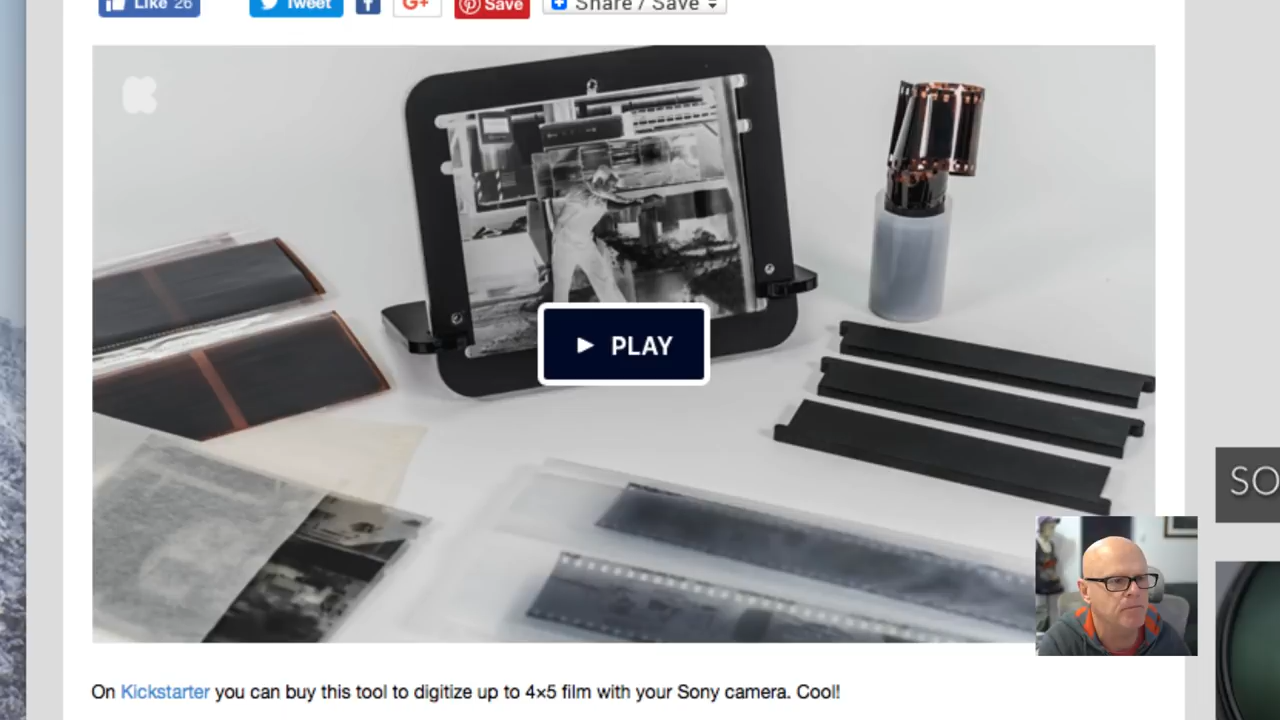 Like 26
Tweet
G+
Save
Share / Save
PLAY
SO
On Kickstarter you can buy this tool to digitize up to 4×5 film with your Sony camera. Cool!